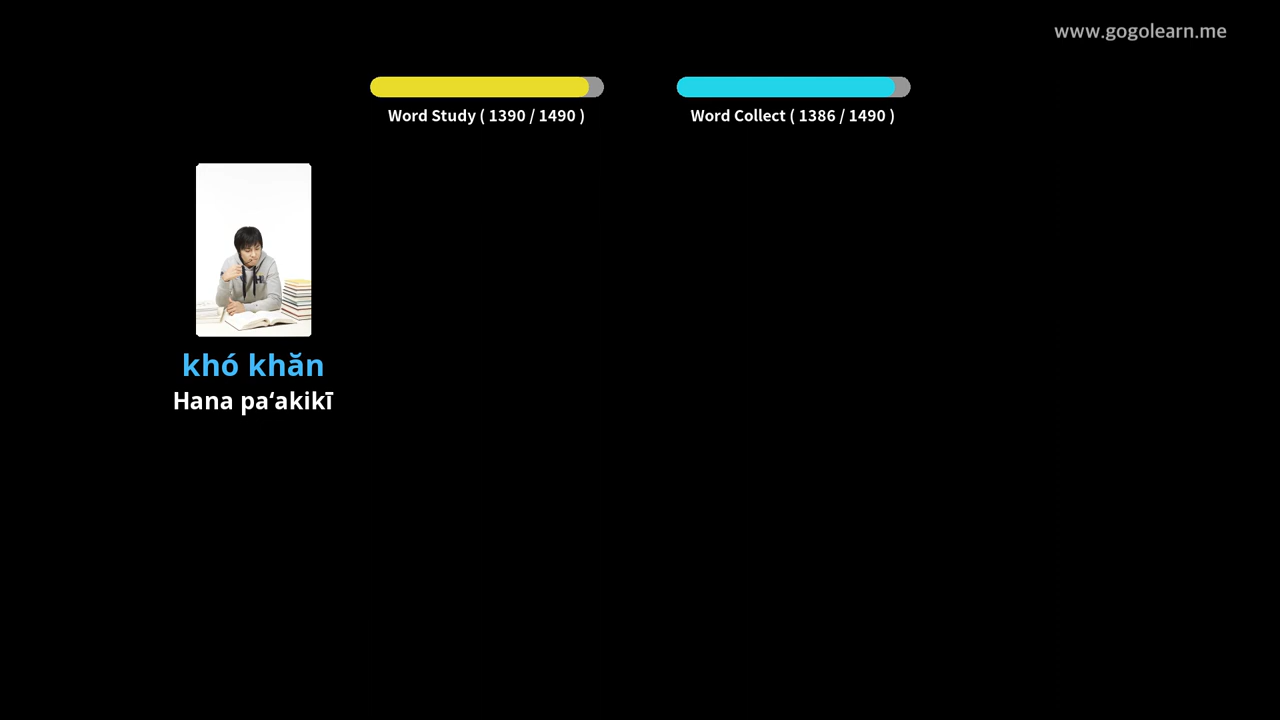 www.gogolearn.me
Word Study ( 1390 / 1490 )
Word Collect ( 1386 / 1490 )
khó khăn
Hana paʻakikī